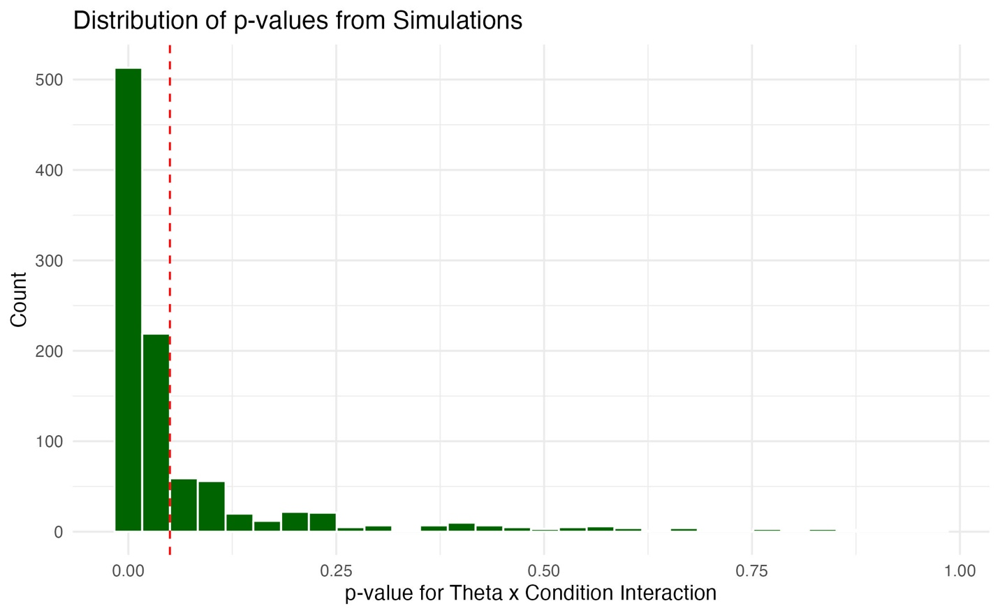 Distribution of p-values from Simulations
500
400
300
200
100
0
Count
0.00 0.25 0.50 0.75 1.00
p-value for Theta x Condition Interaction